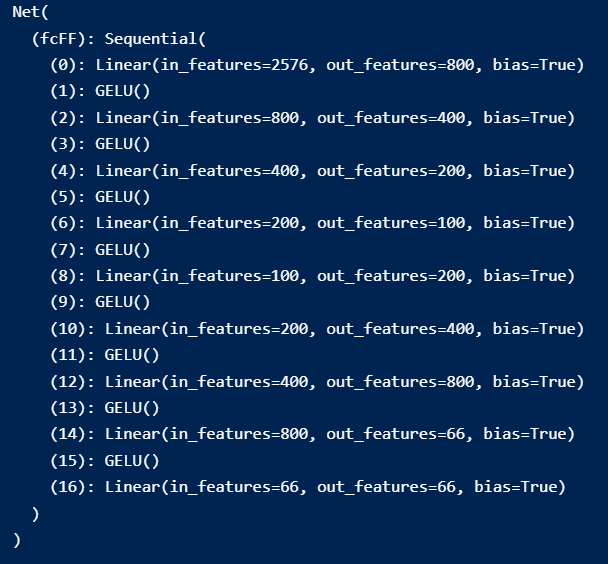 Net(
  (fcFF): Sequential(
    (0): Linear(in_features=2576, out_features=800, bias=True)
    (1): GELU()
    (2): Linear(in_features=800, out_features=400, bias=True)
    (3): GELU()
    (4): Linear(in_features=400, out_features=200, bias=True)
    (5): GELU()
    (6): Linear(in_features=200, out_features=100, bias=True)
    (7): GELU()
    (8): Linear(in_features=100, out_features=200, bias=True)
    (9): GELU()
    (10): Linear(in_features=200, out_features=400, bias=True)
    (11): GELU()
    (12): Linear(in_features=400, out_features=800, bias=True)
    (13): GELU()
    (14): Linear(in_features=800, out_features=66, bias=True)
    (15): GELU()
    (16): Linear(in_features=66, out_features=66, bias=True)
  )
)